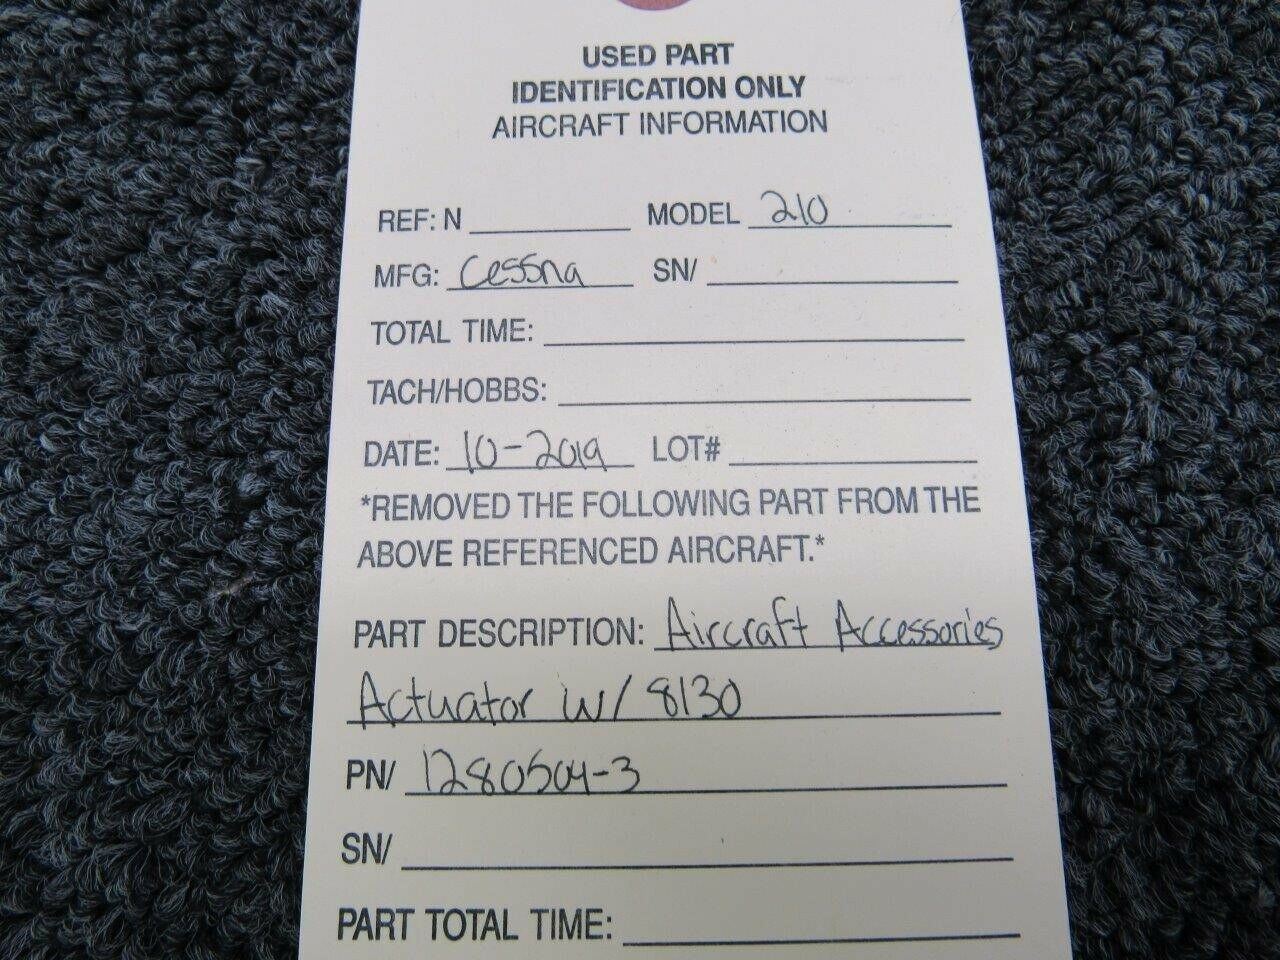 USED PART
IDENTIFICATION ONLY
AIRCRAFT INFORMATION
REF: N MODEL 210
MFG: Cessna SN/
TOTAL TIME:
TACH/HOBBS:
DATE: 10-2019 LOT#
*REMOVED THE FOLLOWING PART FROM THE
ABOVE REFERENCED AIRCRAFT.*
PART DESCRIPTION: Aircraft Accessories
Actuator w/ 8130
PN/ 1280504-3
SN/
PART TOTAL TIME: